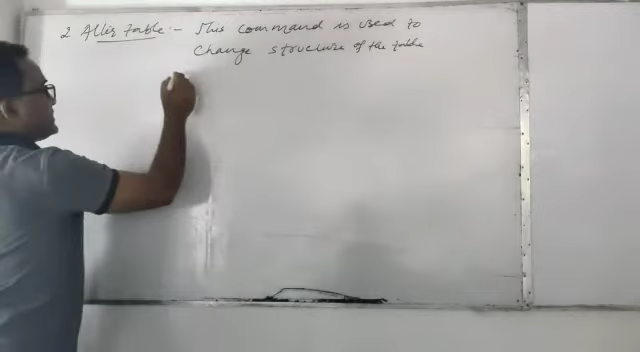 2 Alter table :- This command is used to
change structure of the table